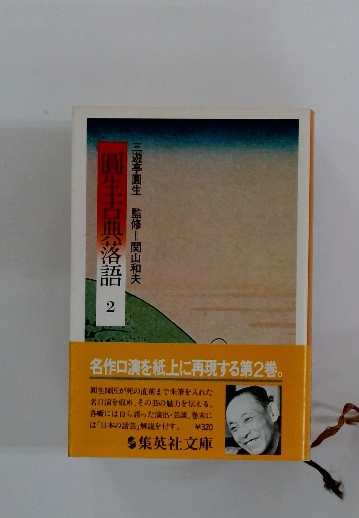 三遊亭圓生 監修=関山和夫
圓生古典落語
2
名作口演を紙上に再現する第2巻。
圓生師匠が死の直前まで朱筆を入れた
名口演を収め、その芸の魅力を伝える。
各噺には自ら語った演出・芸談、巻末に
は「日本の話芸」解説を付す。 ¥320
集英社文庫